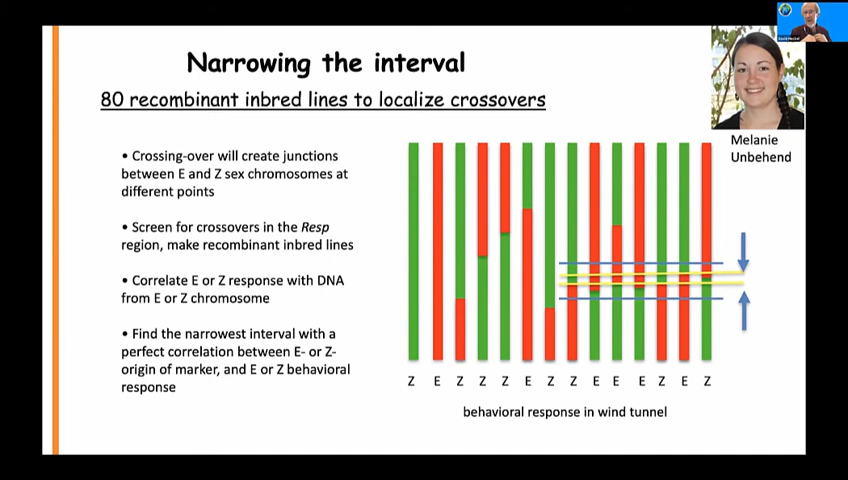 Narrowing the interval
80 recombinant inbred lines to localize crossovers
• Crossing-over will create junctions
between E and Z sex chromosomes at
different points
• Screen for crossovers in the Resp
region, make recombinant inbred lines
• Correlate E or Z response with DNA
from E or Z chromosome
• Find the narrowest interval with a
perfect correlation between E- or Z-
origin of marker, and E or Z behavioral
response
Melanie
Unbehend
Z E Z Z Z E Z Z E E E Z E Z
behavioral response in wind tunnel